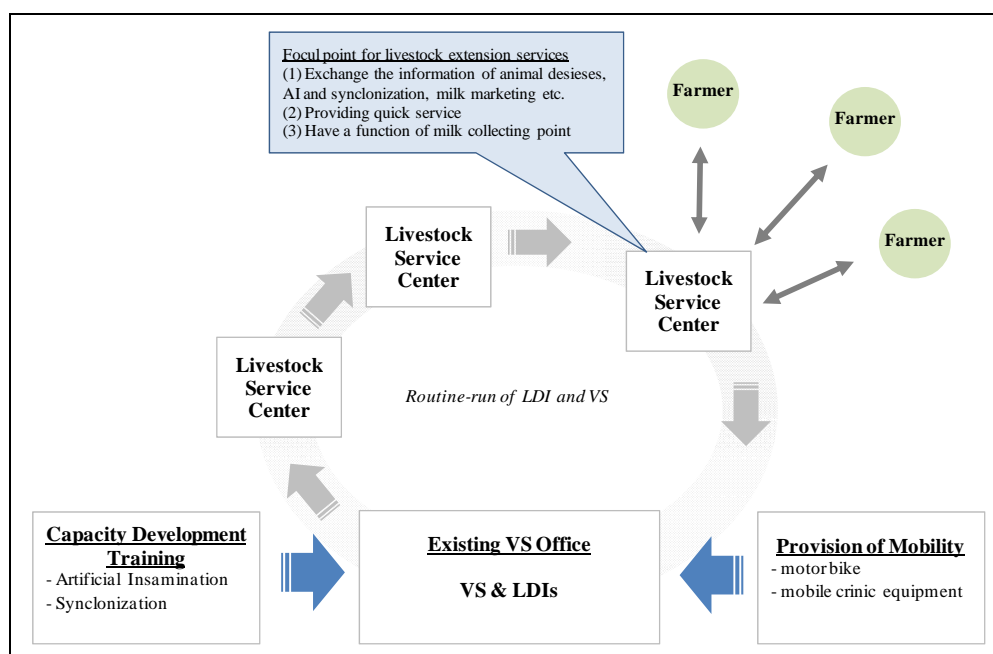 Focul point for livestock extension services
(1) Exchange the information of animal desieses,
AI and synclonization, milk marketing etc.
(2) Providing quick service
(3) Have a function of milk collecting point
Farmer
Farmer
Farmer
Livestock
Service
Center
Livestock
Service
Center
Livestock
Service
Center
Routine-run of LDI and VS
Capacity Development
Training
- Artificial Insamination
- Synclonization
Existing VS Office
VS & LDIs
Provision of Mobility
- motorbike
- mobile crinic equipment